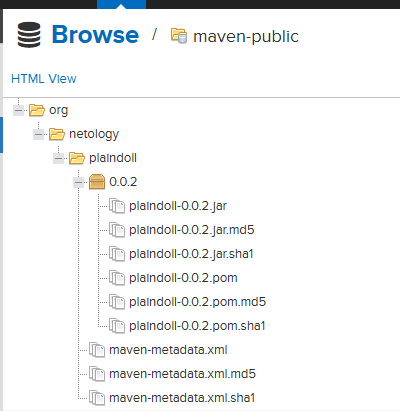 Browse / maven-public
HTML View
org
netology
plaindoll
0.0.2
plaindoll-0.0.2.jar
plaindoll-0.0.2.jar.md5
plaindoll-0.0.2.jar.sha1
plaindoll-0.0.2.pom
plaindoll-0.0.2.pom.md5
plaindoll-0.0.2.pom.sha1
maven-metadata.xml
maven-metadata.xml.md5
maven-metadata.xml.sha1